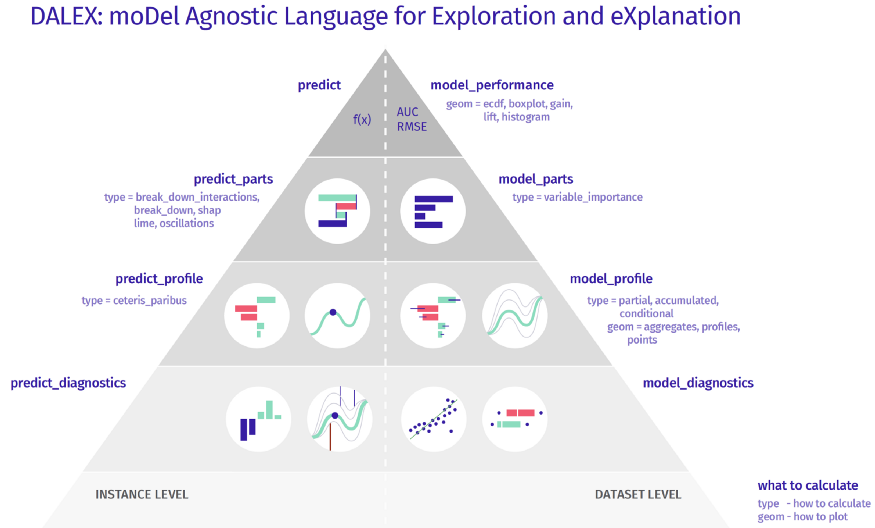 DALEX: moDel Agnostic Language for Exploration and eXplanation
predict
model_performance
geom = ecdf, boxplot, gain,
lift, histogram
f(x)
AUC
RMSE
predict_parts
type = break_down_interactions,
break_down, shap
lime, oscillations
model_parts
type = variable_importance
predict_profile
type = ceteris_paribus
model_profile
type = partial, accumulated,
conditional
geom = aggregates, profiles,
points
predict_diagnostics
model_diagnostics
INSTANCE LEVEL
DATASET LEVEL
what to calculate
type - how to calculate
geom - how to plot